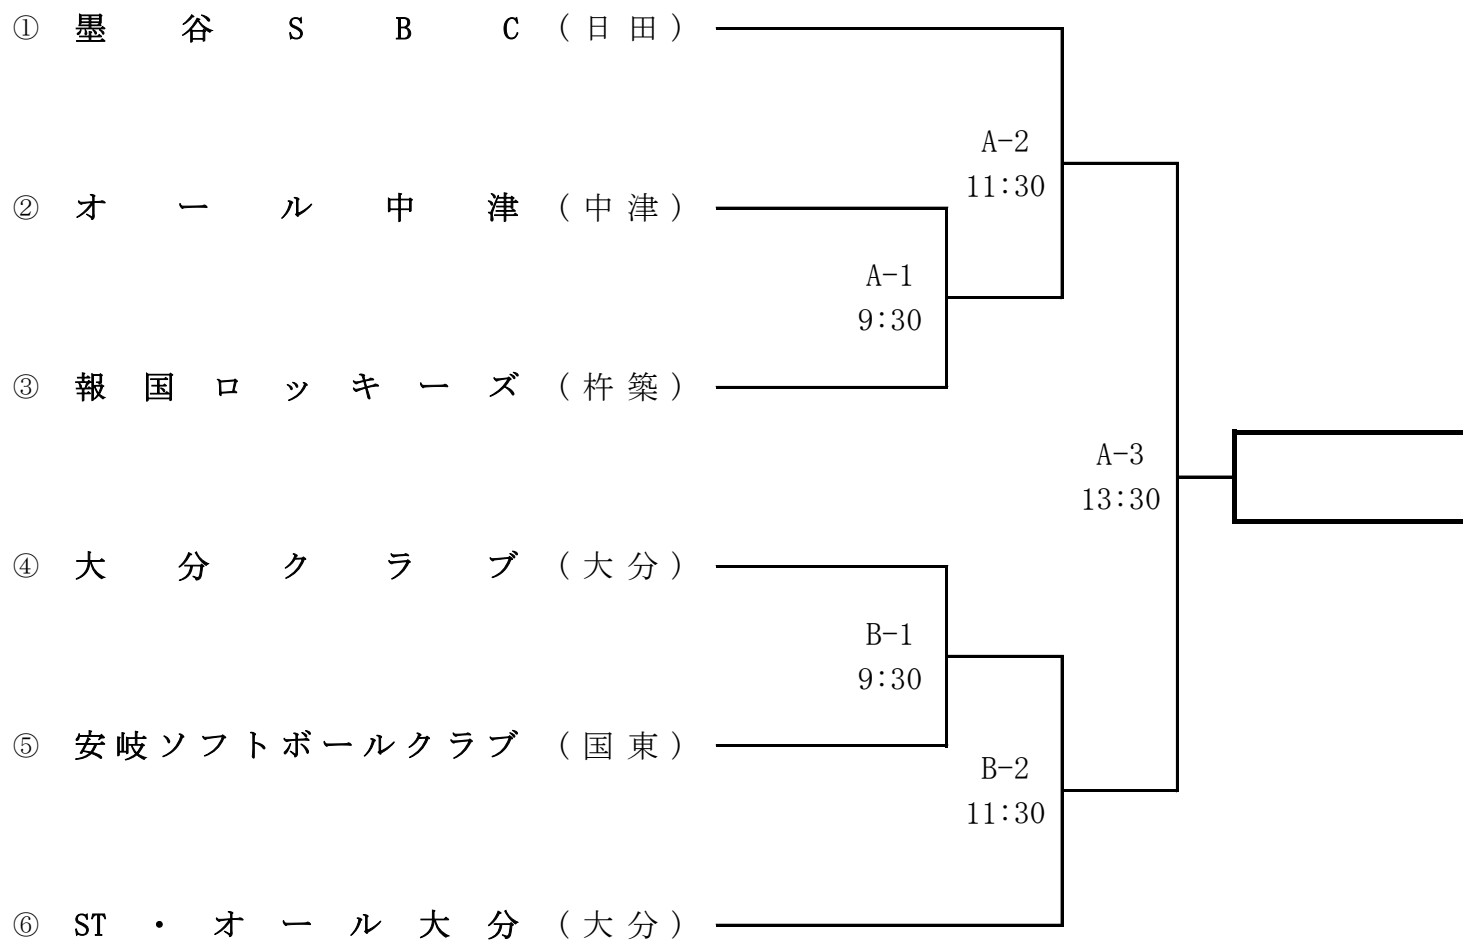 ① 墨谷SBC (日田)
A-2
11:30
② オール中津 (中津)
A-1
9:30
③ 報国ロッキーズ (杵築)
A-3
13:30
④ 大分クラブ (大分)
B-1
9:30
⑤ 安岐ソフトボールクラブ (国東)
B-2
11:30
⑥ ST・オール大分 (大分)